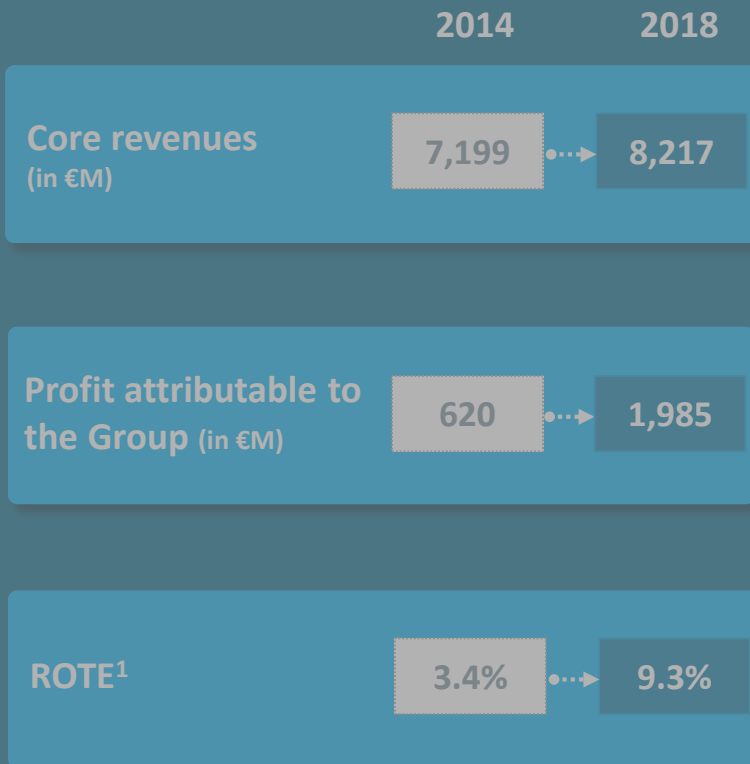 2014 2018
Core revenues
(in €M)
7,199 8,217
Profit attributable to
the Group (in €M)
620 1,985
ROTE¹
3.4% 9.3%